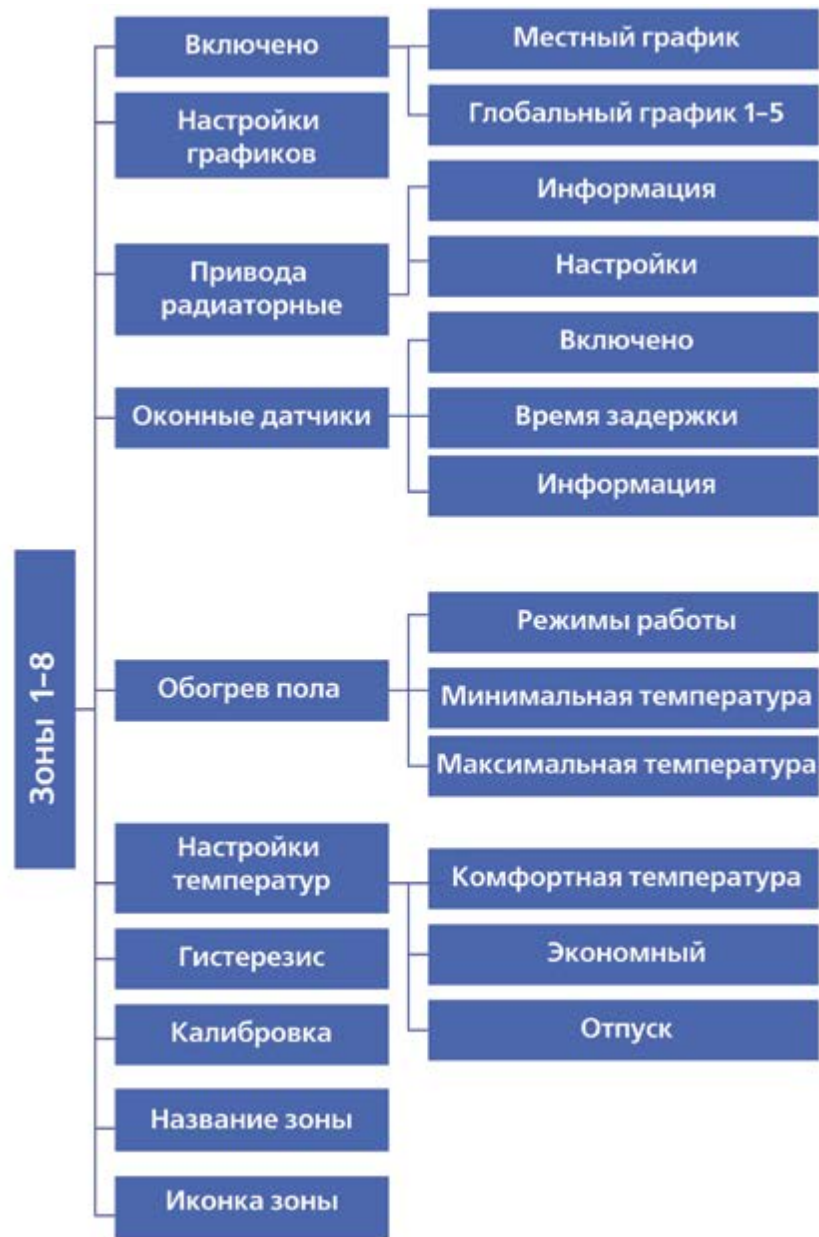 Зоны 1–8
Включено
Местный график
Глобальный график 1–5
Настройки
графиков
Привода
радиаторные
Информация
Настройки
Оконные датчики
Включено
Время задержки
Информация
Обогрев пола
Режимы работы
Минимальная температура
Максимальная температура
Настройки
температур
Комфортная температура
Экономный
Отпуск
Гистерезис
Калибровка
Название зоны
Иконка зоны